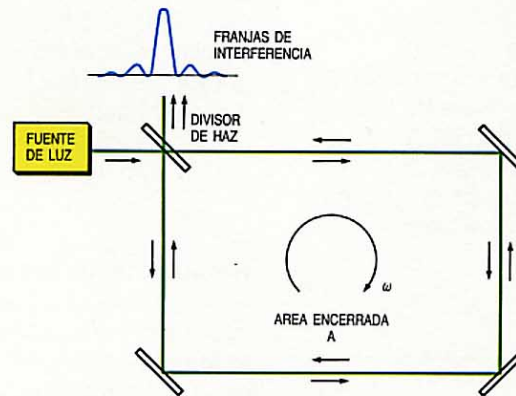 FRANJAS DE
INTERFERENCIA
DIVISOR
DE HAZ
FUENTE
DE LUZ
ω
AREA ENCERRADA
A